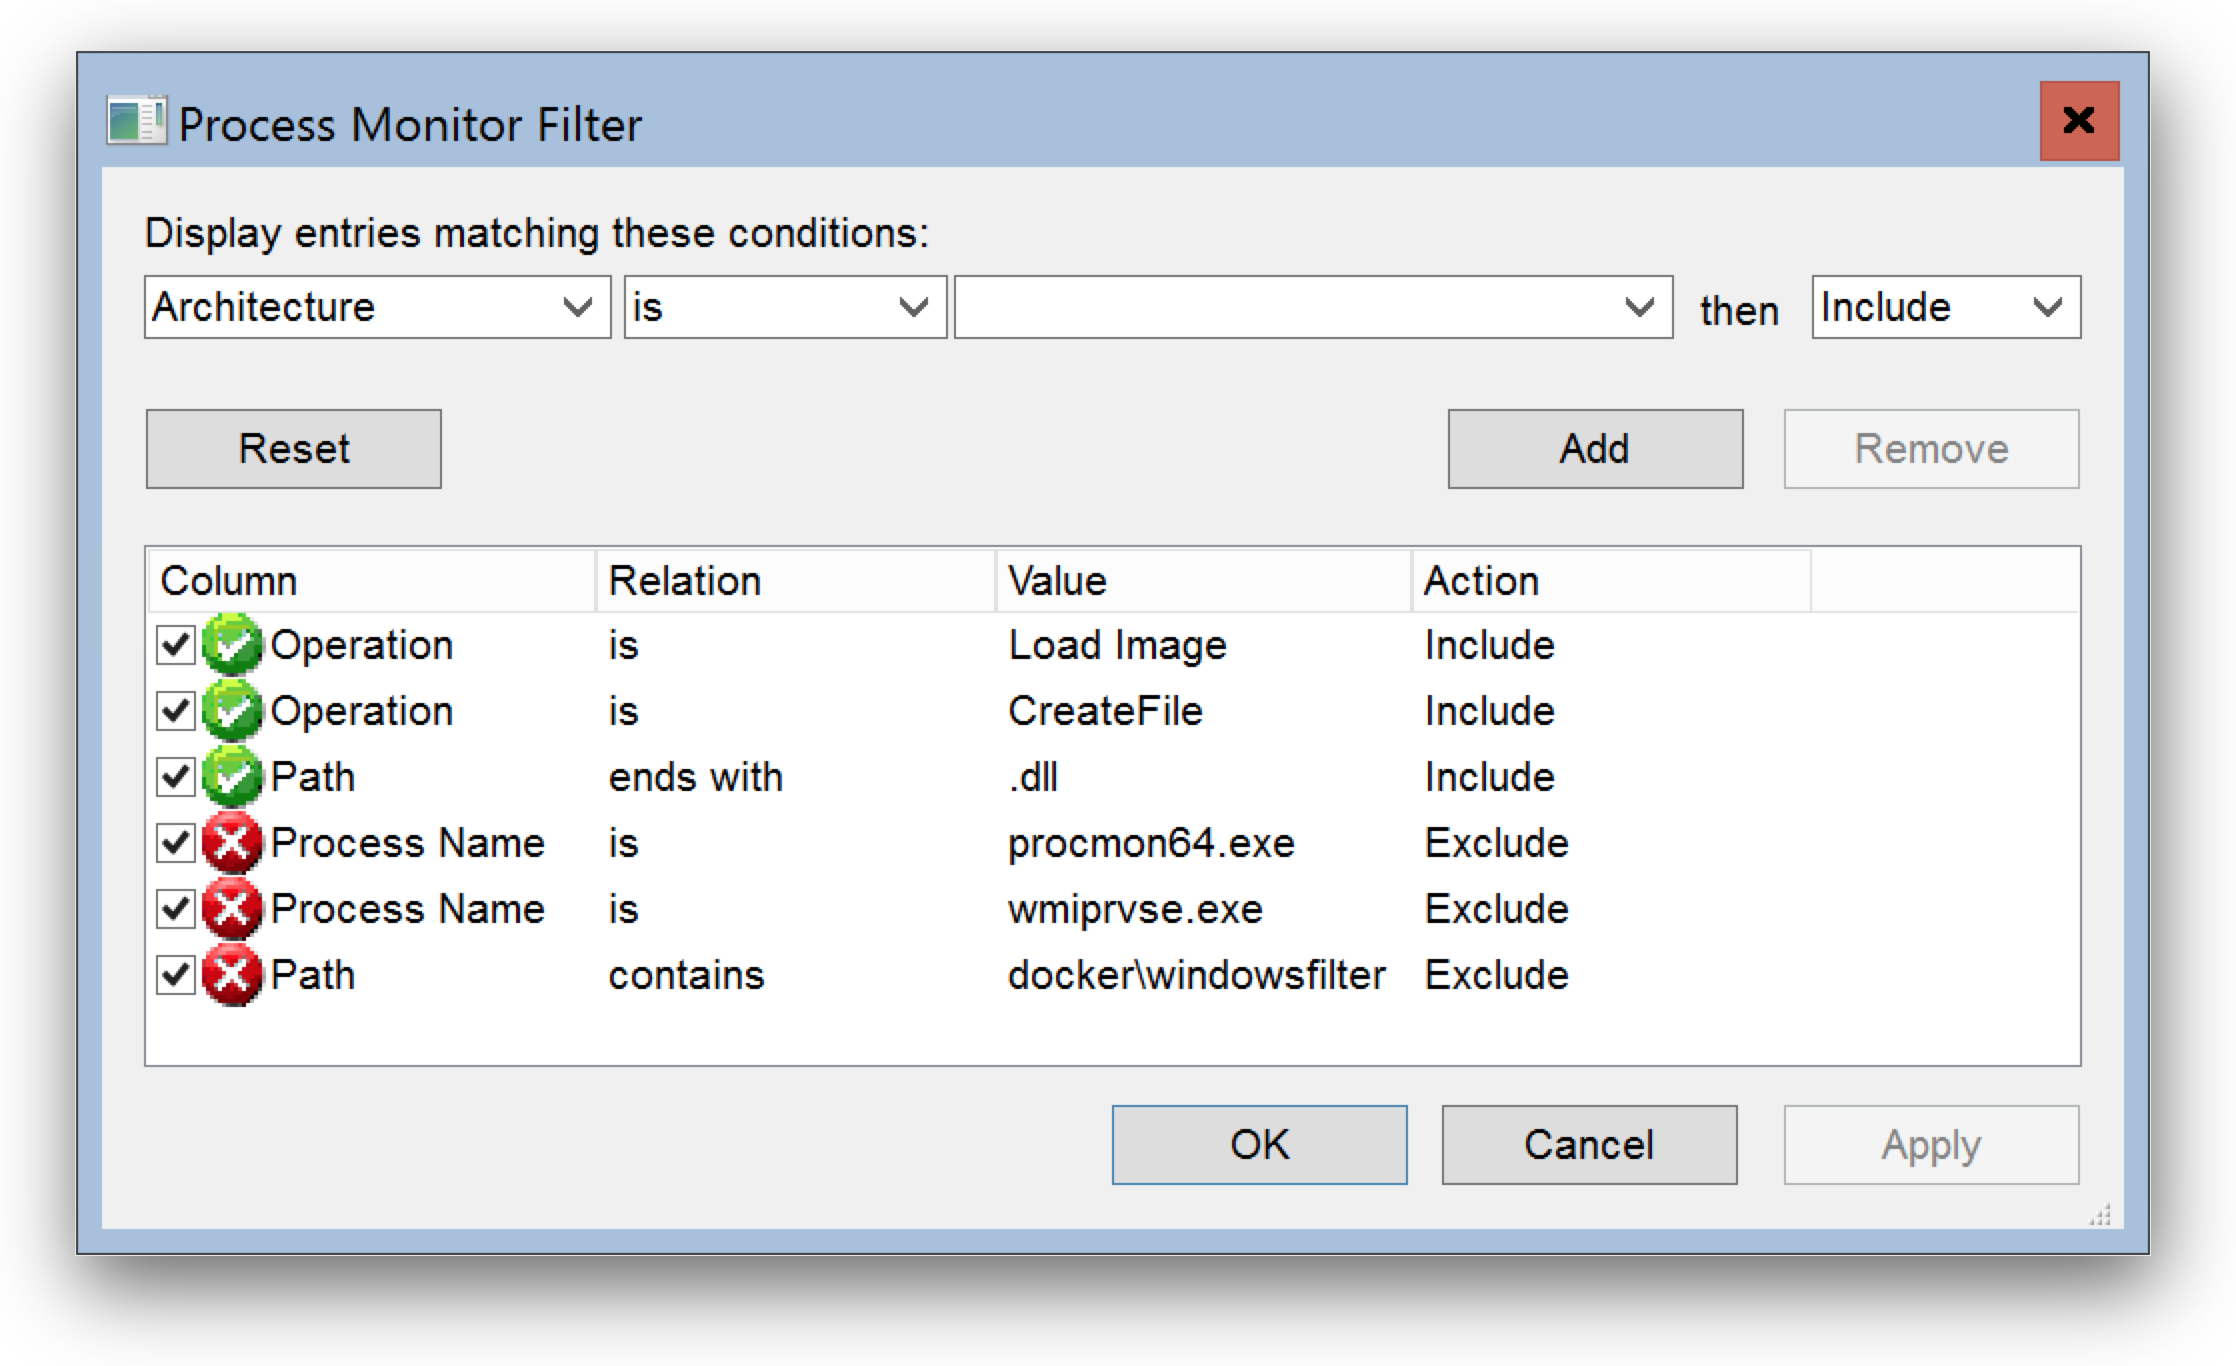 Process Monitor Filter
Display entries matching these conditions:
Architecture is then Include
Reset Add Remove
Column Relation Value Action
Operation is Load Image Include
Operation is CreateFile Include
Path ends with .dll Include
Process Name is procmon64.exe Exclude
Process Name is wmiprvse.exe Exclude
Path contains docker\windowsfilter Exclude
OK Cancel Apply